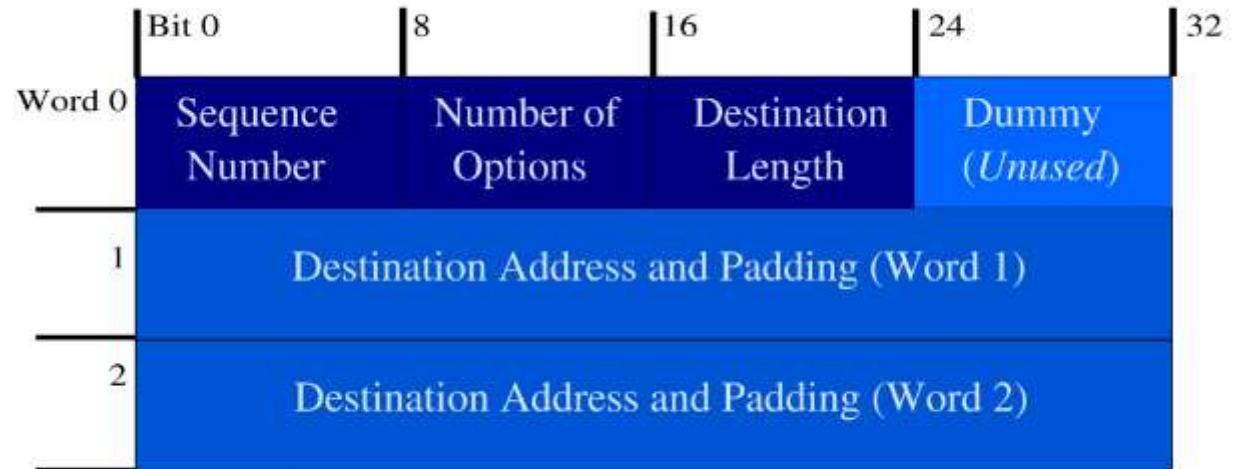 Bit 0 8 16 24 32
Word 0
Sequence Number
Number of Options
Destination Length
Dummy (Unused)
1
Destination Address and Padding (Word 1)
2
Destination Address and Padding (Word 2)